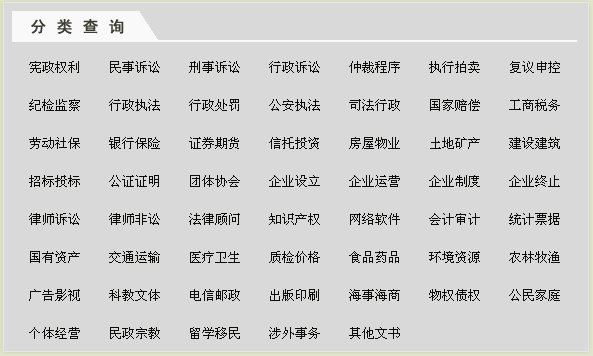 分类查询
宪政权利 民事诉讼 刑事诉讼 行政诉讼 仲裁程序 执行拍卖 复议申控
纪检监察 行政执法 行政处罚 公安执法 司法行政 国家赔偿 工商税务
劳动社保 银行保险 证券期货 信托投资 房屋物业 土地矿产 建设建筑
招标投标 公证证明 团体协会 企业设立 企业运营 企业制度 企业终止
律师诉讼 律师非讼 法律顾问 知识产权 网络软件 会计审计 统计票据
国有资产 交通运输 医疗卫生 质检价格 食品药品 环境资源 农林牧渔
广告影视 科教文体 电信邮政 出版印刷 海事海商 物权债权 公民家庭
个体经营 民政宗教 留学移民 涉外事务 其他文书